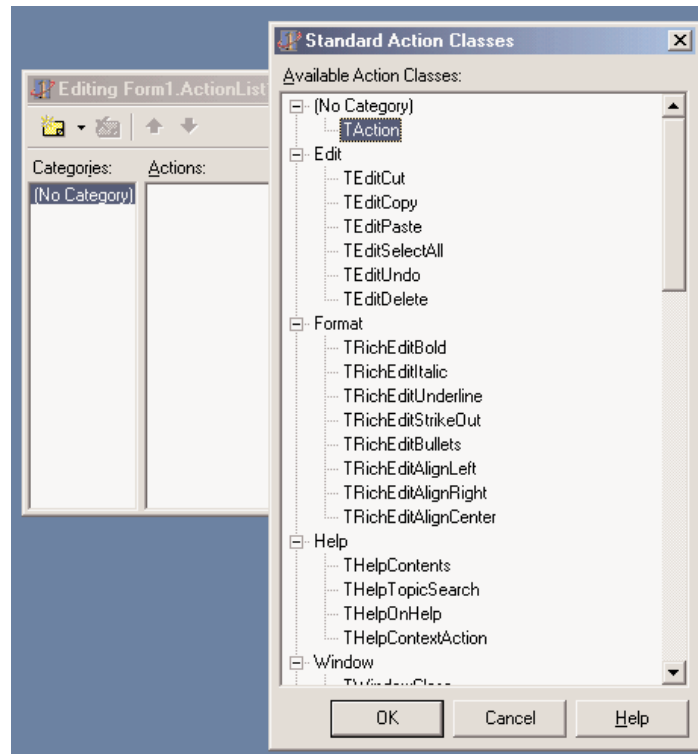 Standard Action Classes
Available Action Classes:
(No Category)
TAction
Edit
TEditCut
TEditCopy
TEditPaste
TEditSelectAll
TEditUndo
TEditDelete
Format
TRichEditBold
TRichEditItalic
TRichEditUnderline
TRichEditStrikeOut
TRichEditBullets
TRichEditAlignLeft
TRichEditAlignRight
TRichEditAlignCenter
Help
THelpContents
THelpTopicSearch
THelpOnHelp
THelpContextAction
Window
TWindowClose
OK Cancel Help
Editing Form1.ActionList
Categories: Actions:
(No Category)